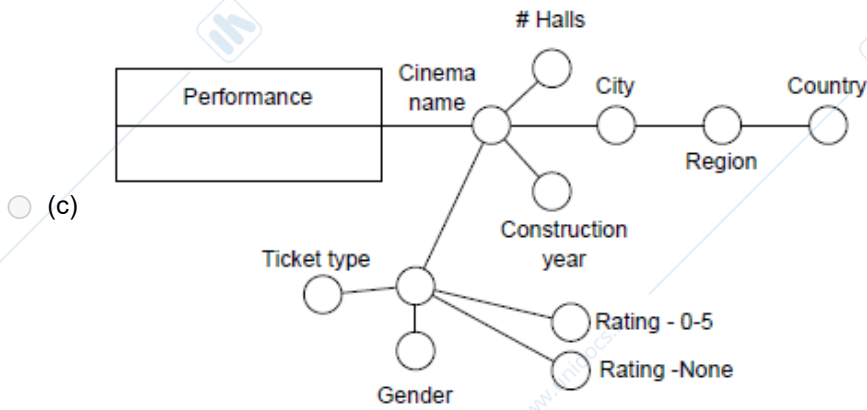 # Halls
Performance
Cinema
name
City
Country
Region
(c)
Construction
year
Ticket type
Rating - 0-5
Rating -None
Gender